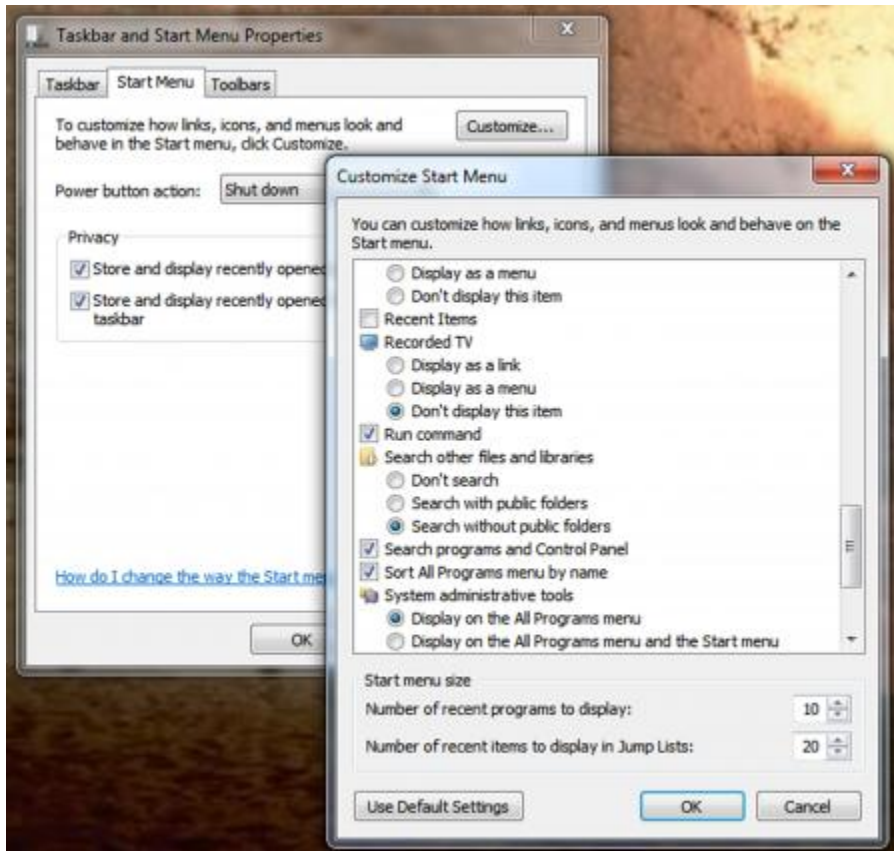 Taskbar and Start Menu Properties
Taskbar
Start Menu
Toolbars
To customize how links, icons, and menus look and
behave in the Start menu, click Customize.
Customize...
Power button action:
Shut down
Privacy
Store and display recently opened
Store and display recently opened
taskbar
How do I change the way the Start me
OK
Customize Start Menu
You can customize how links, icons, and menus look and behave on the
Start menu.
Display as a menu
Don't display this item
Recent Items
Recorded TV
Display as a link
Display as a menu
Don't display this item
Run command
Search other files and libraries
Don't search
Search with public folders
Search without public folders
Search programs and Control Panel
Sort All Programs menu by name
System administrative tools
Display on the All Programs menu
Display on the All Programs menu and the Start menu
Start menu size
Number of recent programs to display:
10
Number of recent items to display in Jump Lists:
20
Use Default Settings
OK
Cancel